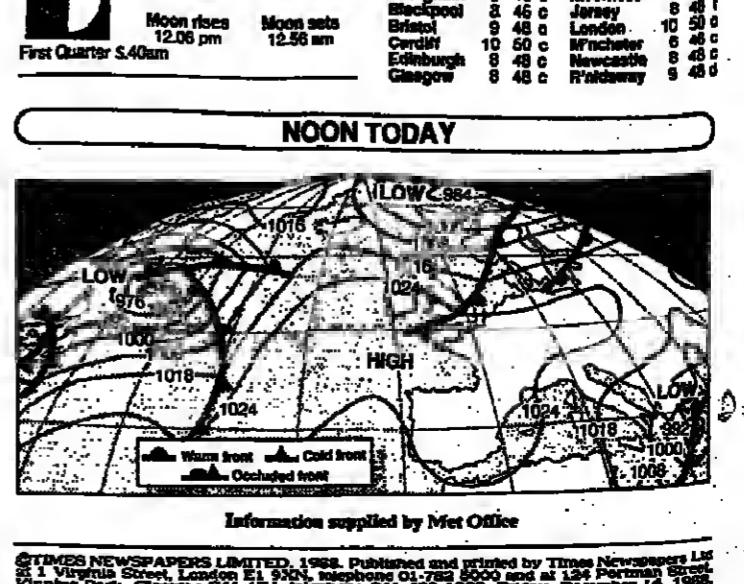 Moon rises Moon sets
12.06 pm 12.56 am
First Quarter 5.40am
Blackpool 8 46 c Jersey 8 48
Bristol 9 48 London 10 50
Cardiff 10 50 c M'nchster 8 46 c
Edinburgh 8 48 c Newcastle 8 48
Glasgow 8 48 c R'nldsway 9 48
NOON TODAY
LOW 984
1016
LOW 16
976 024
1000
HIGH
1018
LOW
1024 1024
1018 992
1000
1008
Warm front Cold front
Occluded front
Information supplied by Met Office
©TIMES NEWSPAPERS LIMITED, 1988. Published and printed by Times Newspapers Ltd
1 Virginia Street, London E1 9XN, telephone 01-782 5000 and at 124 Portman Street,